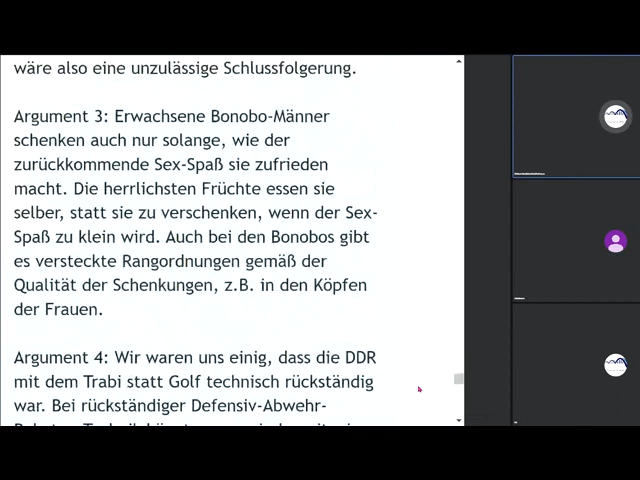 wäre also eine unzulässige Schlussfolgerung.
Argument 3: Erwachsene Bonobo-Männer
schenken auch nur solange, wie der
zurückkommende Sex-Spaß sie zufrieden
macht. Die herrlichsten Früchte essen sie
selber, statt sie zu verschenken, wenn der Sex-
Spaß zu klein wird. Auch bei den Bonobos gibt
es versteckte Rangordnungen gemäß der
Qualität der Schenkungen, z.B. in den Köpfen
der Frauen.
Argument 4: Wir waren uns einig, dass die DDR
mit dem Trabi statt Golf technisch rückständig
war. Bei rückständiger Defensiv-Abwehr-